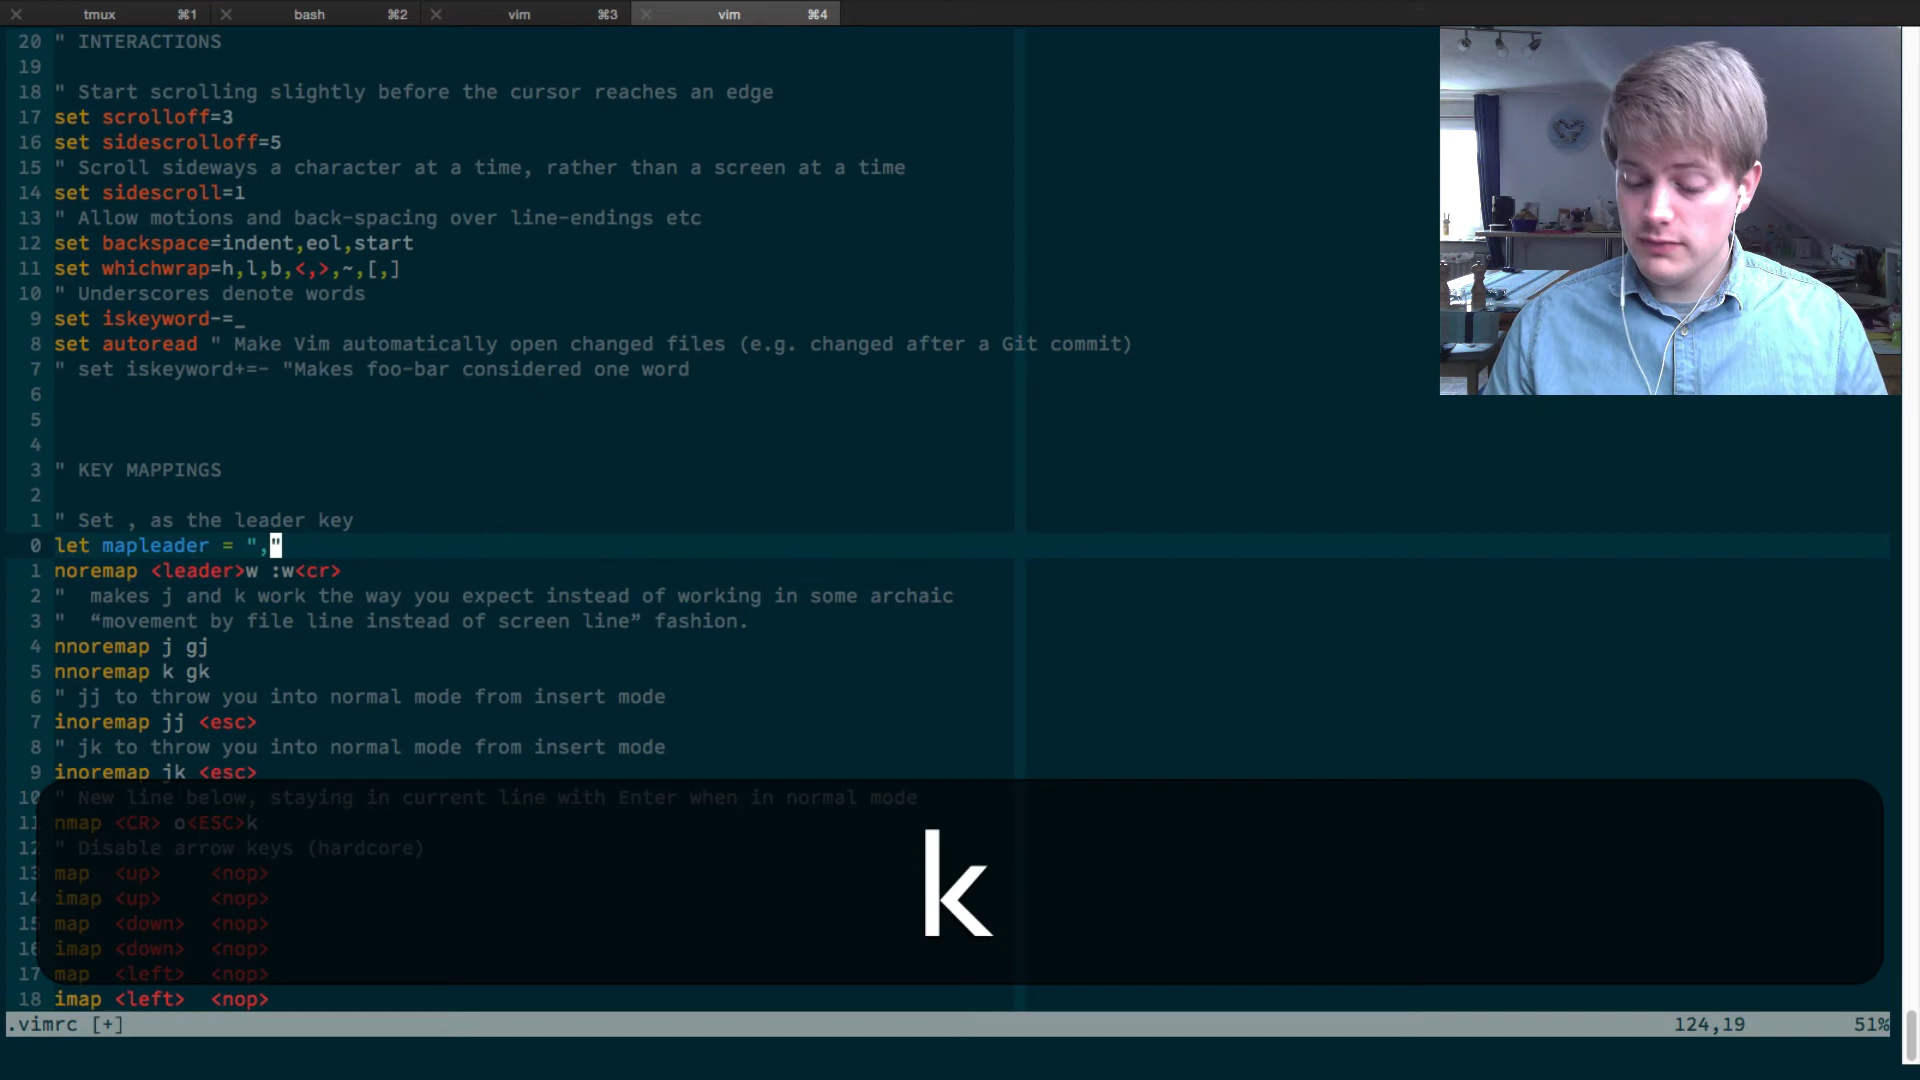 tmux ⌘1 bash ⌘2 vim ⌘3 vim ⌘4
20 " INTERACTIONS
19
18 " Start scrolling slightly before the cursor reaches an edge
17 set scrolloff=3
16 set sidescrolloff=5
15 " Scroll sideways a character at a time, rather than a screen at a time
14 set sidescroll=1
13 " Allow motions and back-spacing over line-endings etc
12 set backspace=indent,eol,start
11 set whichwrap=h,l,b,<,>,~,[,]
10 " Underscores denote words
9 set iskeyword-=_
8 set autoread " Make Vim automatically open changed files (e.g. changed after a Git commit)
7 " set iskeyword+=- "Makes foo-bar considered one word
6
5
4
3 " KEY MAPPINGS
2
1 " Set , as the leader key
0 let mapleader = ","
1 noremap <leader>w :w<cr>
2 "  makes j and k work the way you expect instead of working in some archaic
3 "  “movement by file line instead of screen line” fashion.
4 nnoremap j gj
5 nnoremap k gk
6 " jj to throw you into normal mode from insert mode
7 inoremap jj <esc>
8 " jk to throw you into normal mode from insert mode
9 inoremap jk <esc>
10 " New line below, staying in current line with Enter when in normal mode
11 nmap <CR> o<ESC>k
12 " Disable arrow keys (hardcore)
13 map  <up>    <nop>
14 imap <up>    <nop>
15 map  <down>  <nop>
16 imap <down>  <nop>
17 map  <left>  <nop>
18 imap <left>  <nop>
k
.vimrc [+] 124,19 51%